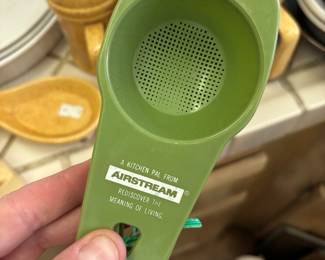 A KITCHEN PAL FROM
AIRSTREAM®
REDISCOVER THE
MEANING OF LIVING